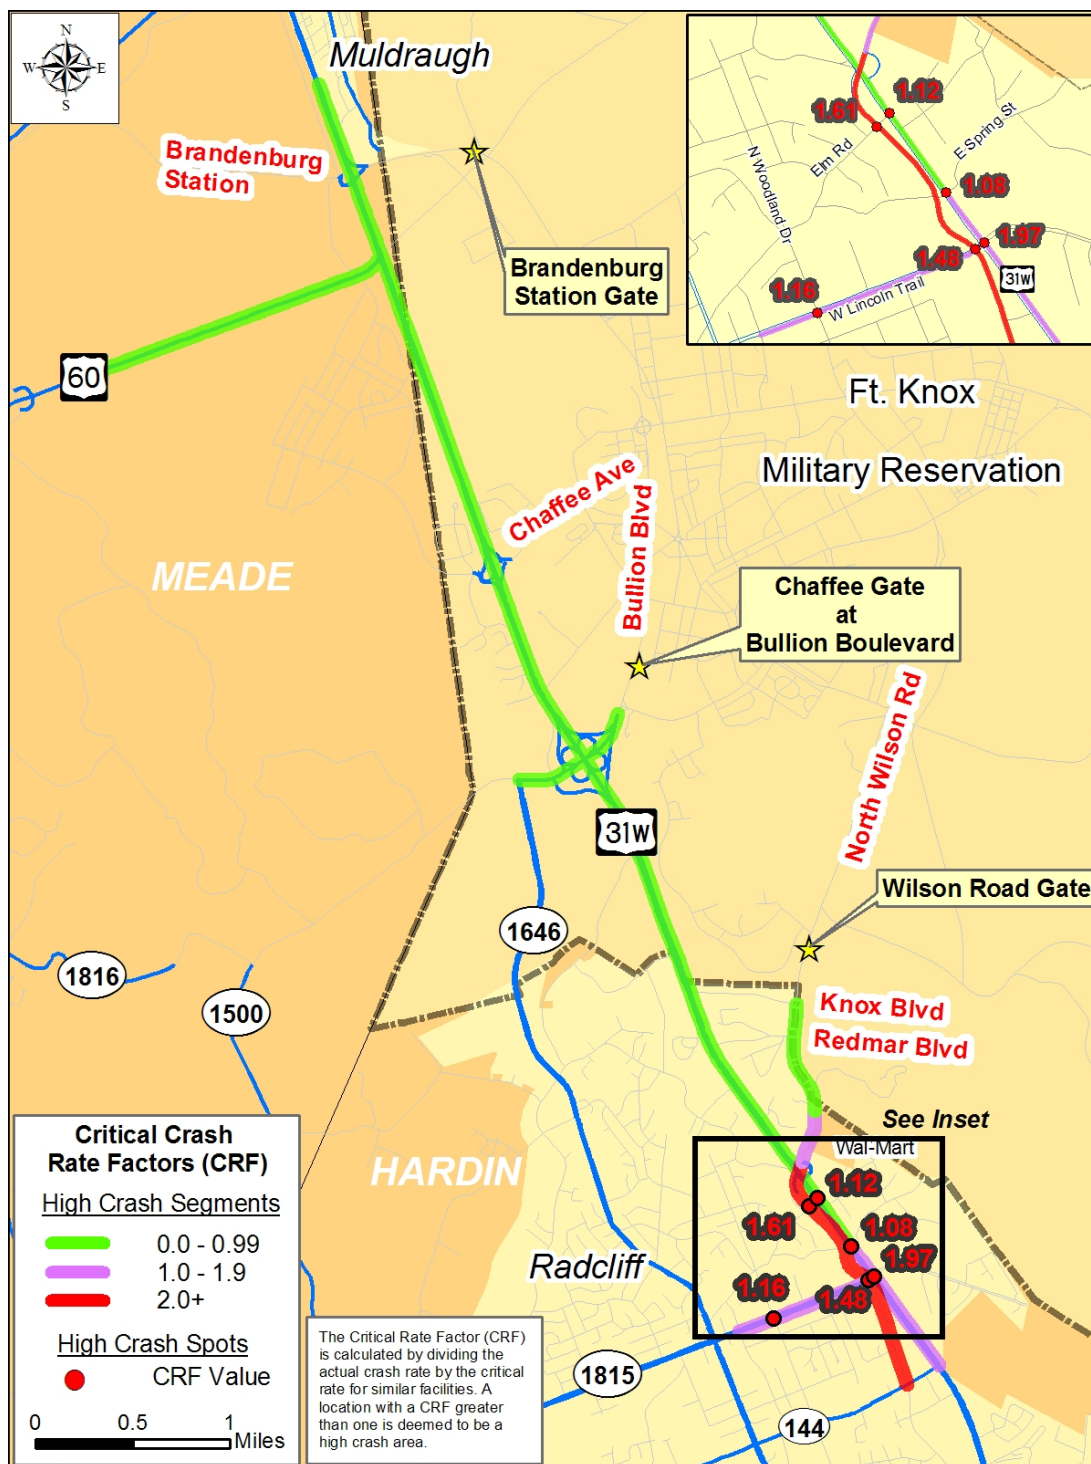 N
W
E
S
Muldraugh
Brandenburg
Station
Brandenburg
Station Gate
60
1.61
1.12
Elm Rd
E Spring St
N Woodland Dr
1.08
1.97
1.48
31W
1.16
W Lincoln Trail
Ft. Knox
Military Reservation
Chaffee Ave
Bullion Blvd
MEADE
Chaffee Gate
at
Bullion Boulevard
North Wilson Rd
31W
Wilson Road Gate
1646
1816
1500
Knox Blvd
Redmar Blvd
See Inset
Wal-Mart
HARDIN
Radcliff
1.12
1.61
1.08
1.97
1.16
1.48
1815
144
Critical Crash
Rate Factors (CRF)
High Crash Segments
0.0 - 0.99
1.0 - 1.9
2.0+
High Crash Spots
CRF Value
0 0.5 1
Miles
The Critical Rate Factor (CRF)
is calculated by dividing the
actual crash rate by the critical
rate for similar facilities. A
location with a CRF greater
than one is deemed to be a
high crash area.